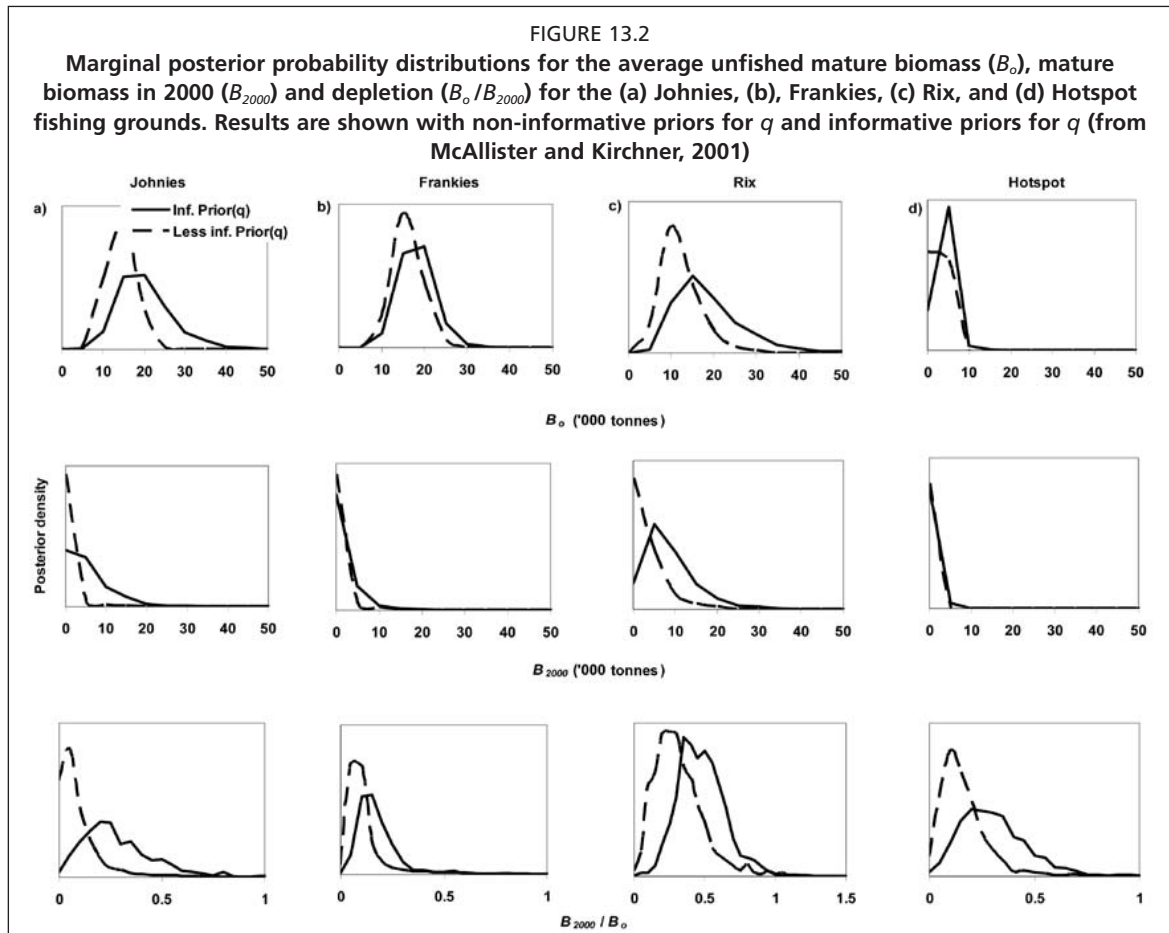 FIGURE 13.2
Marginal posterior probability distributions for the average unfished mature biomass (Bo), mature
biomass in 2000 (B2000) and depletion (Bo /B2000) for the (a) Johnies, (b), Frankies, (c) Rix, and (d) Hotspot
fishing grounds. Results are shown with non-informative priors for q and informative priors for q (from
McAllister and Kirchner, 2001)
Johnies Frankies Rix Hotspot
a) b) c) d)
Inf. Prior(q)
Less inf. Prior(q)
0 10 20 30 40 50 0 10 20 30 40 50 0 10 20 30 40 50 0 10 20 30 40 50
Bo ('000 tonnes)
Posterior density
0 10 20 30 40 50 0 10 20 30 40 50 0 10 20 30 40 50 0 10 20 30 40 50
B2000 ('000 tonnes)
0 0.5 1 0 0.5 1 0 0.5 1 1.5 0 0.5 1
B2000 / Bo